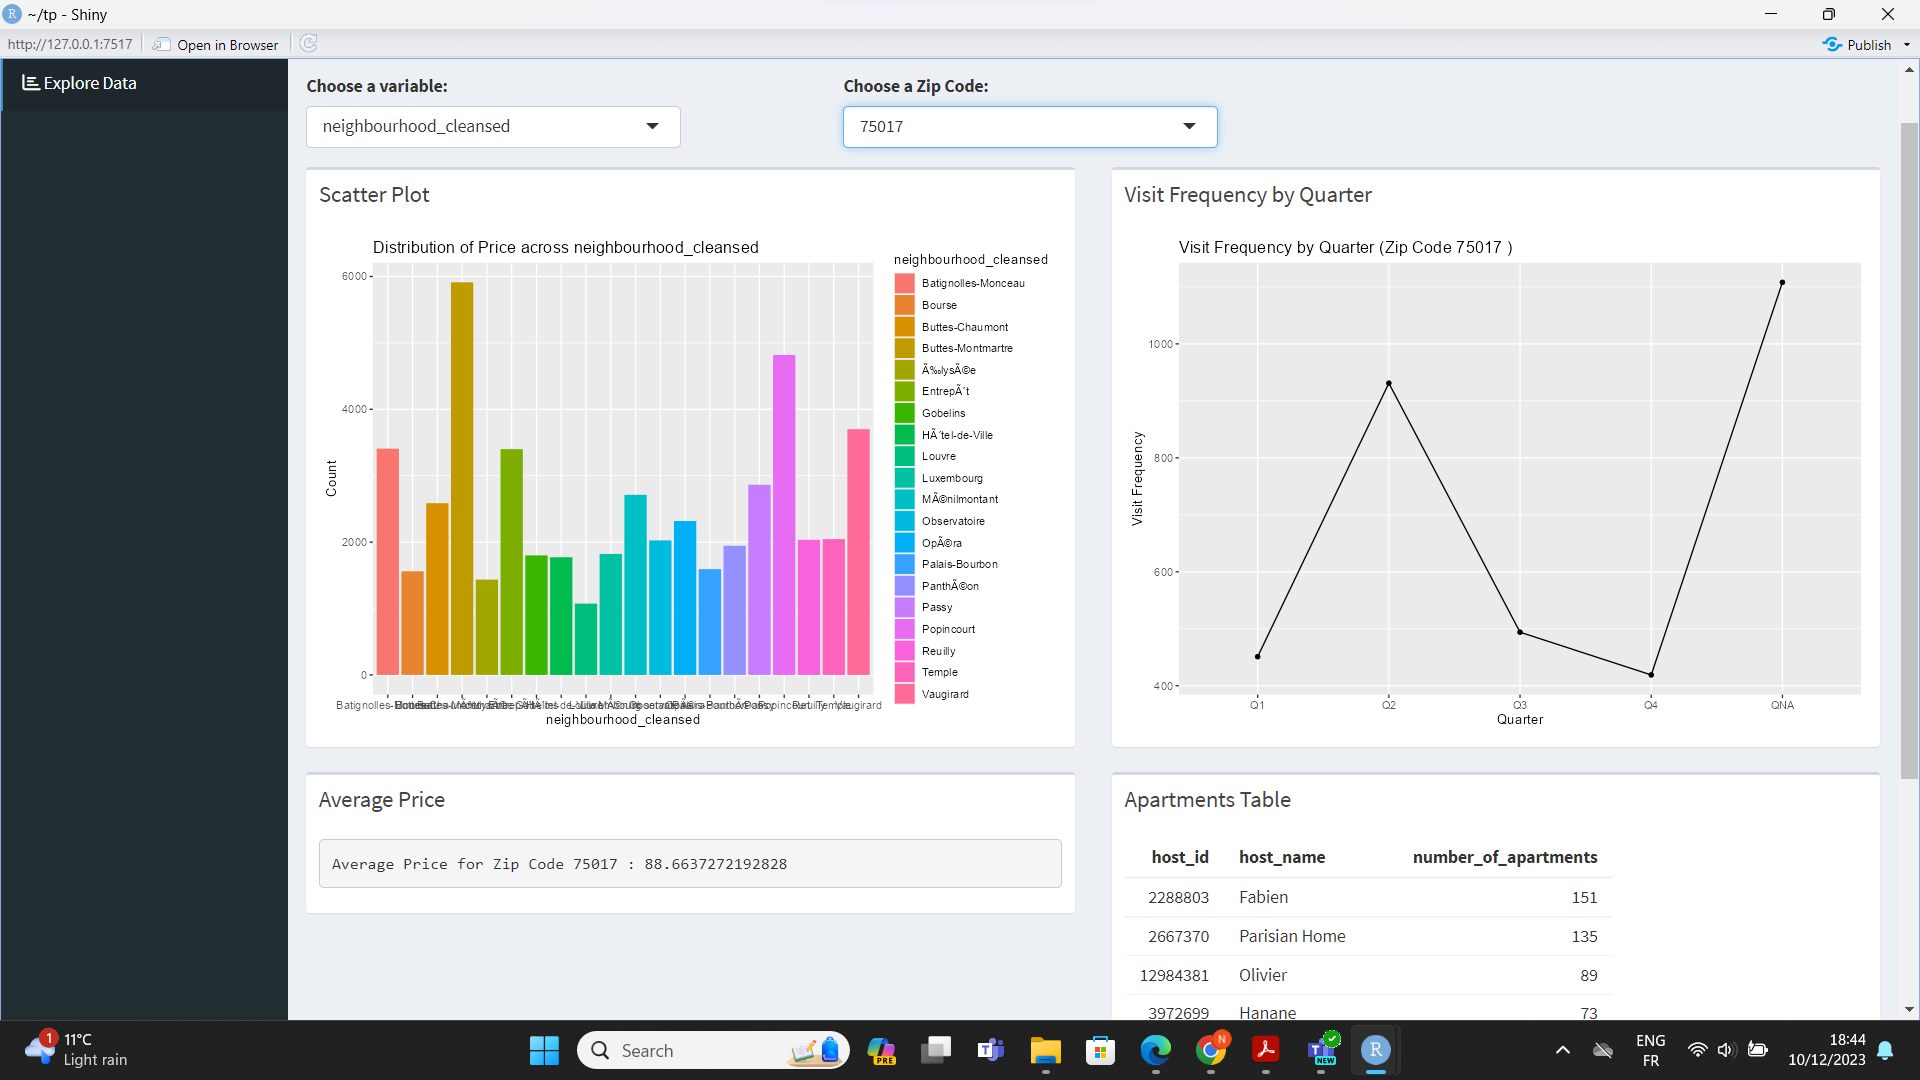 ~/tp - Shiny
http://127.0.0.1:7517
Open in Browser
Publish
Explore Data
Choose a variable:
neighbourhood_cleansed
Choose a Zip Code:
75017
Scatter Plot
Distribution of Price across neighbourhood_cleansed
6000
4000
2000
0
Count
neighbourhood_cleansed
neighbourhood_cleansed
Batignolles-Monceau
Bourse
Buttes-Chaumont
Buttes-Montmartre
Ã‰lysÃ©e
EntrepÃ´t
Gobelins
HÃ´tel-de-Ville
Louvre
Luxembourg
MÃ©nilmontant
Observatoire
OpÃ©ra
Palais-Bourbon
PanthÃ©on
Passy
Popincourt
Reuilly
Temple
Vaugirard
Visit Frequency by Quarter
Visit Frequency by Quarter (Zip Code 75017 )
1000
800
600
400
Visit Frequency
Q1 Q2 Q3 Q4 QNA
Quarter
Average Price
Average Price for Zip Code 75017 : 88.6637272192828
Apartments Table
host_id host_name number_of_apartments
2288803 Fabien 151
2667370 Parisian Home 135
12984381 Olivier 89
3972699 Hanane 73
1
11°C
Light rain
Search
PRE
N
NEW
R
ENG
FR
18:44
10/12/2023